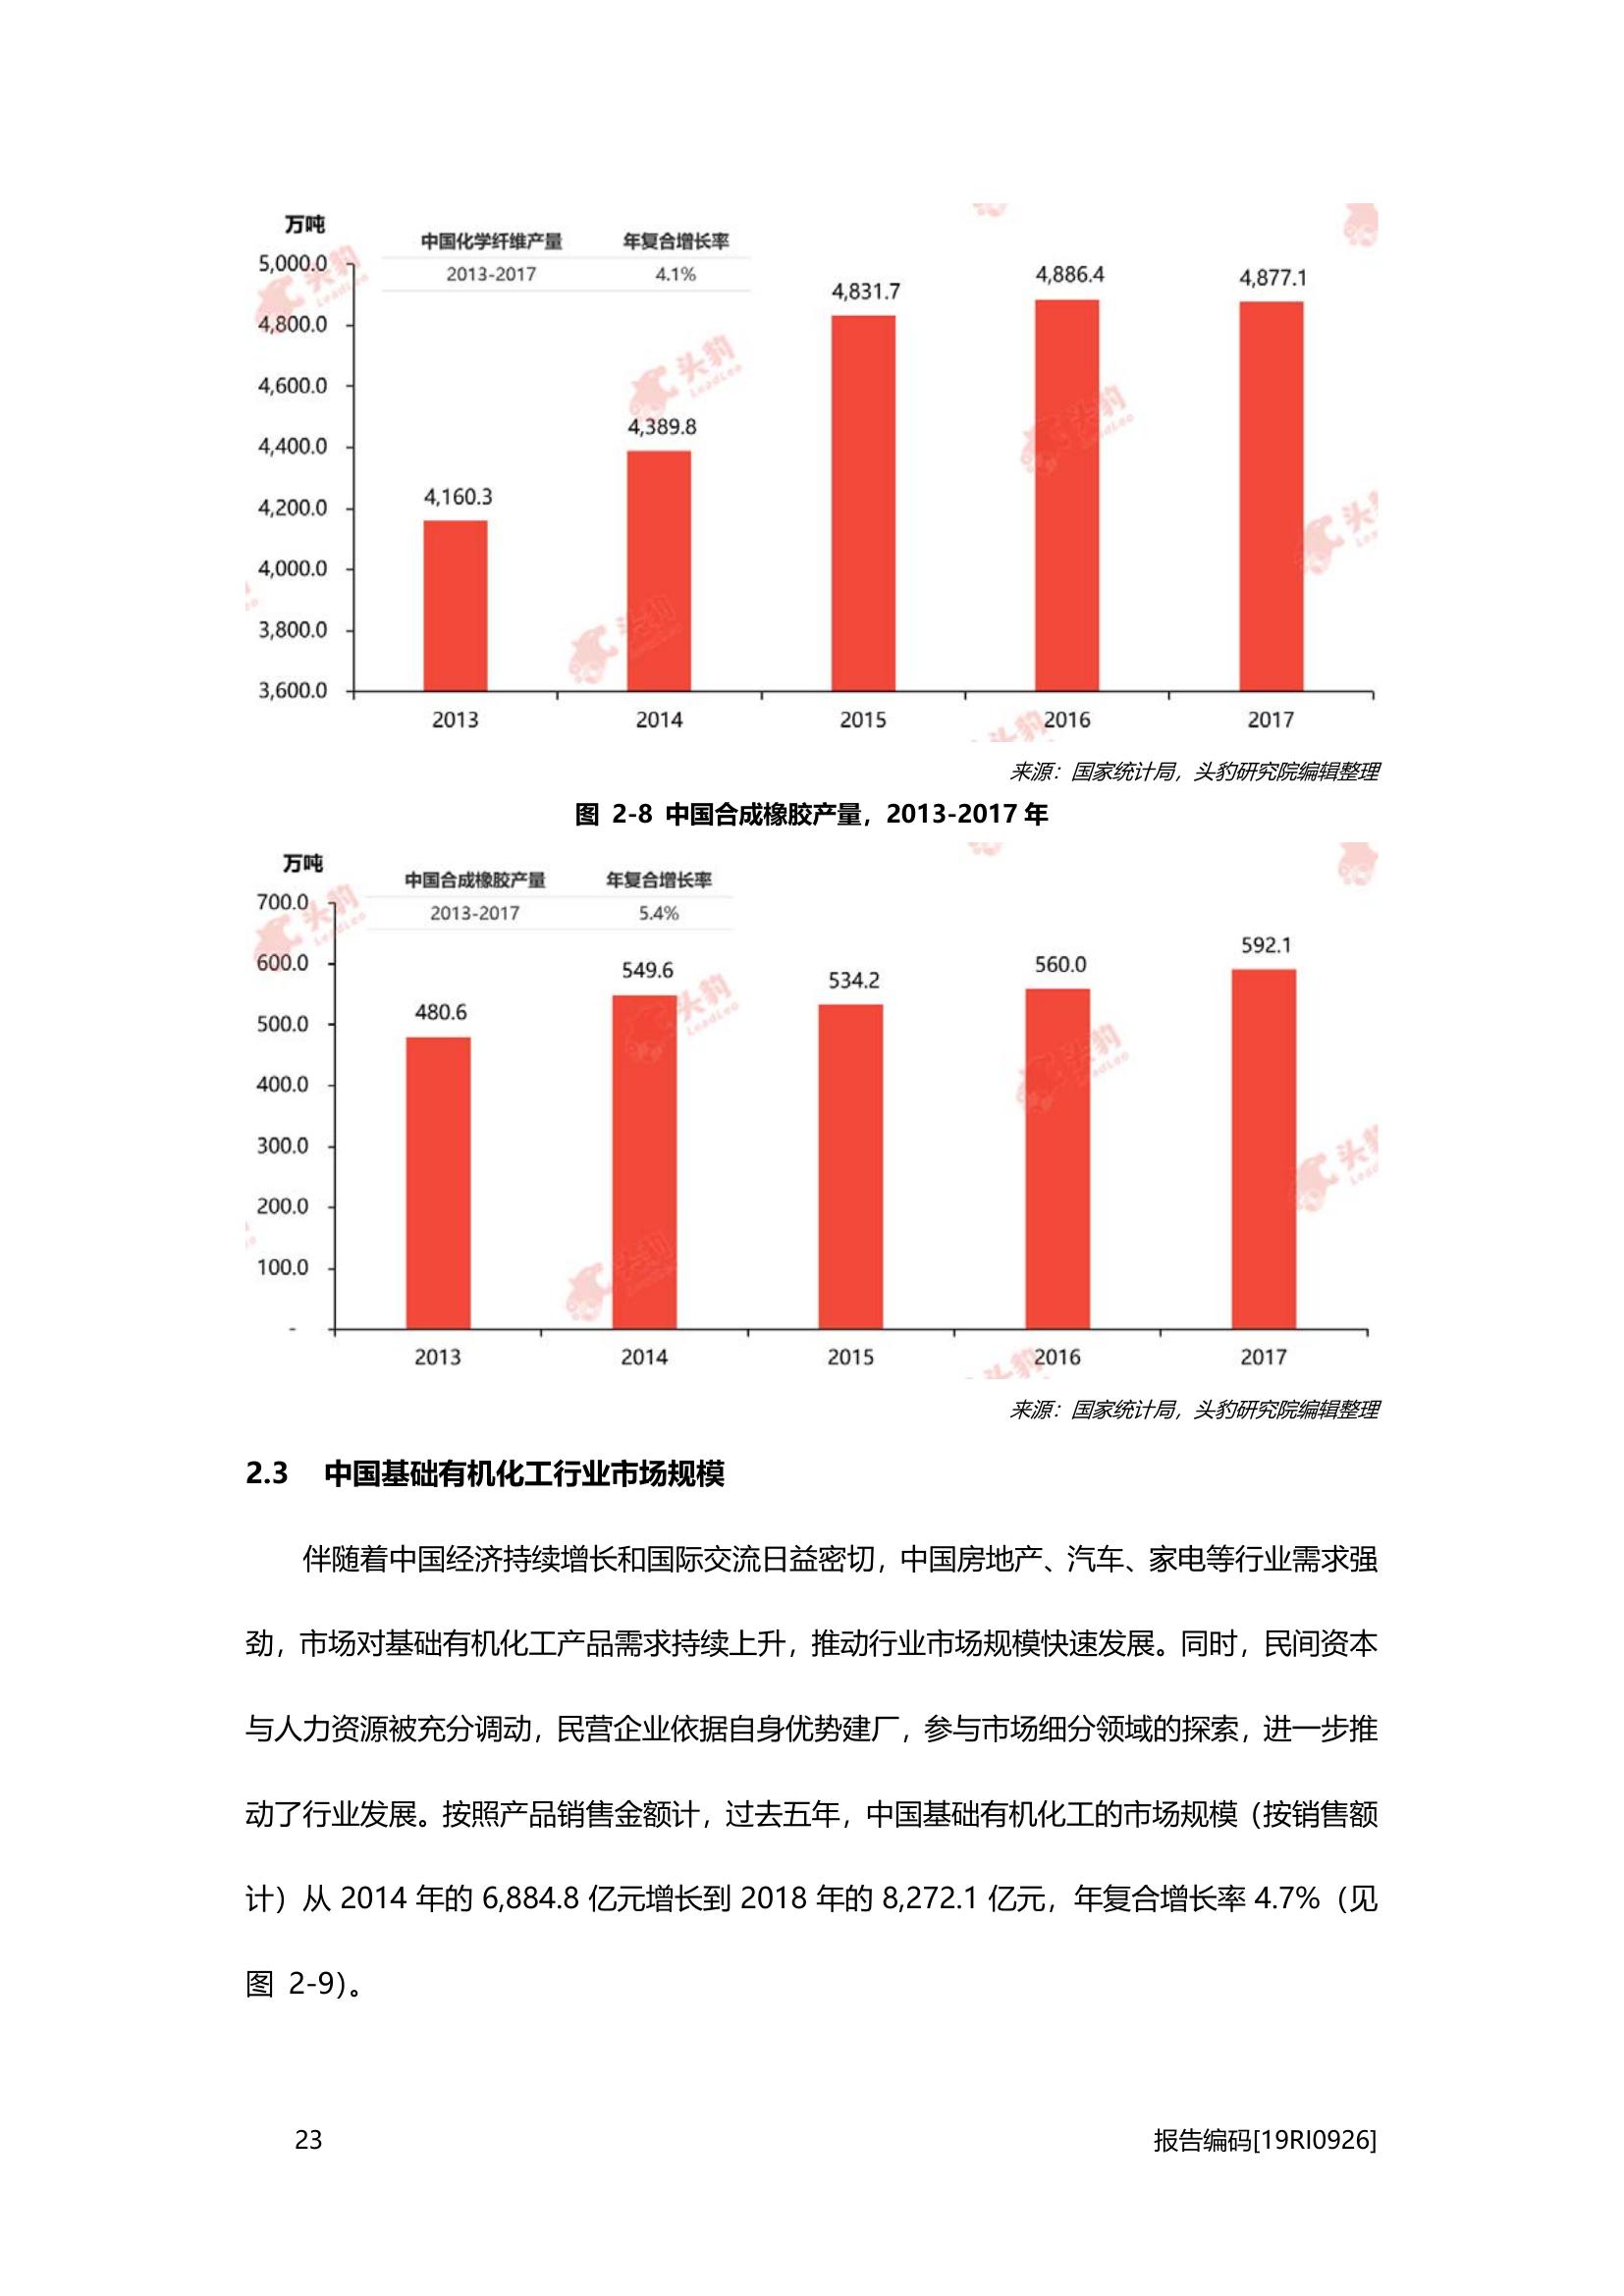 万吨
中国化学纤维产量 年复合增长率
2013-2017 4.1%
5,000.0
4,800.0
4,600.0
4,400.0
4,200.0
4,000.0
3,800.0
3,600.0
4,160.3
4,389.8
4,831.7
4,886.4
4,877.1
2013 2014 2015 2016 2017
头豹
LeadLeo
来源：国家统计局，头豹研究院编辑整理
图 2-8 中国合成橡胶产量，2013-2017 年
万吨
中国合成橡胶产量 年复合增长率
2013-2017 5.4%
700.0
600.0
500.0
400.0
300.0
200.0
100.0
-
480.6
549.6
534.2
560.0
592.1
2013 2014 2015 2016 2017
头豹
LeadLeo
来源：国家统计局，头豹研究院编辑整理
2.3 中国基础有机化工行业市场规模
伴随着中国经济持续增长和国际交流日益密切，中国房地产、汽车、家电等行业需求强
劲，市场对基础有机化工产品需求持续上升，推动行业市场规模快速发展。同时，民间资本
与人力资源被充分调动，民营企业依据自身优势建厂，参与市场细分领域的探索，进一步推
动了行业发展。按照产品销售金额计，过去五年，中国基础有机化工的市场规模（按销售额
计）从 2014 年的 6,884.8 亿元增长到 2018 年的 8,272.1 亿元，年复合增长率 4.7%（见
图 2-9）。
23 报告编码[19RI0926]